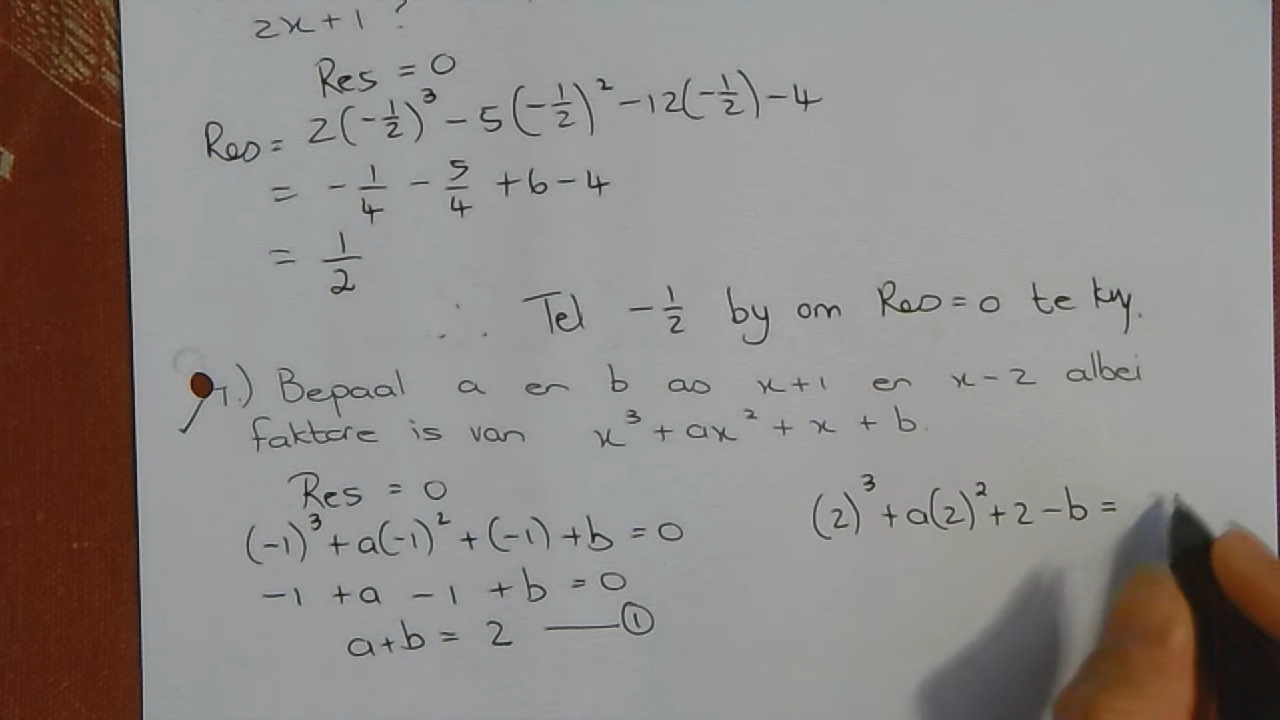 2x+1 ?
Res = 0
Res = 2(-1/2)³ - 5(-1/2)² - 12(-1/2) - 4
= -1/4 - 5/4 + 6 - 4
= 1/2
∴ Tel -1/2 by om Res = 0 te kry.
9.) Bepaal a en b as x+1 en x-2 albei
faktore is van x³ + ax² + x + b.
Res = 0
(-1)³ + a(-1)² + (-1) + b = 0
-1 + a - 1 + b = 0
a+b = 2 —— ①
(2)³ + a(2)² + 2 - b =